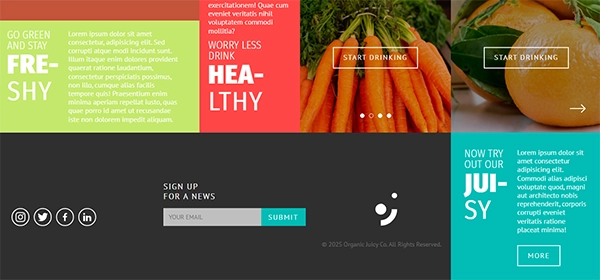 GO GREEN
AND STAY
FRE-
SHY
Lorem ipsum dolor sit amet
consectetur, adipisicing elit. Sed
corrupti atque modi incidunt sunt.
Illum itaque enim dolores provident
quaerat ratione laudantium,
consectetur perspiciatis possimus,
non illo, cumque alias facilis
tempore quis! Praesentium enim
minima aperiam repellat iusto, quas
quo porro id amet ut recusandae
iste non dolorem impedit aliquid.
exercitationem! Quae cum
eveniet veritatis nihil
dignissimos veritatis rerum
mollitia?
WORRY LESS
DRINK
HEA-
LTHY
START DRINKING
START DRINKING
NOW TRY
OUT OUR
JUI-
SY
Lorem ipsum dolor sit
amet consectetur
adipisicing elit.
Commodi alias
voluptate quod, magni
aut architecto nobis
reprehenderit, corporis
corrupti eveniet
veritatis ratione
placeat minima!
MORE
SIGN UP
FOR A NEWS
YOUR EMAIL
SUBMIT
© 2025 Organic Juicy Co. All Rights Reserved.